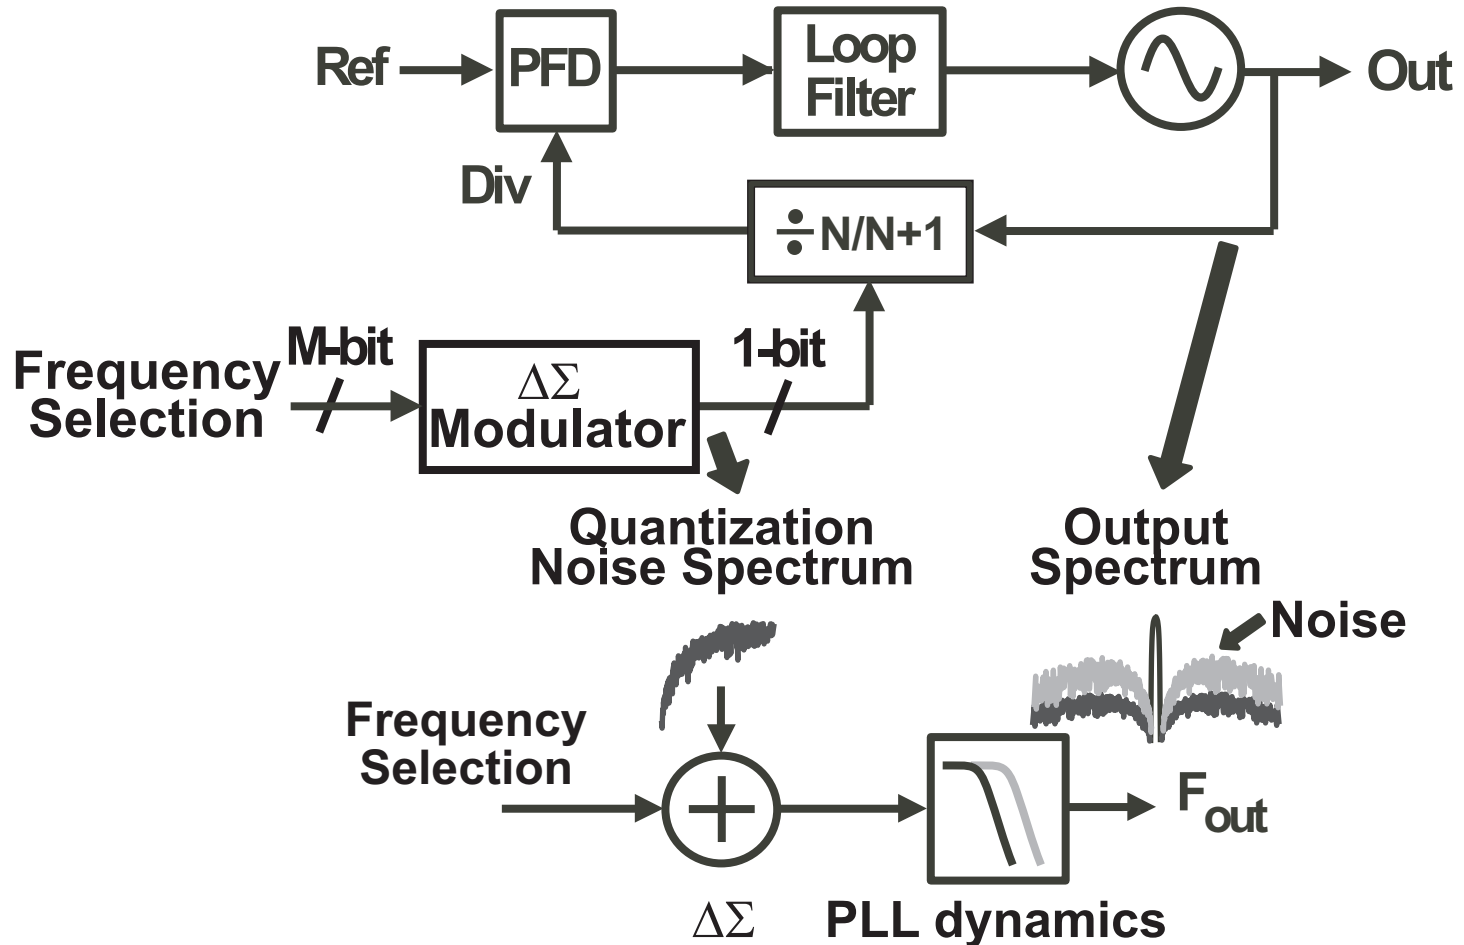 Ref
PFD
Loop
Filter
Out
Div
÷ N/N+1
M-bit
1-bit
Frequency
Selection
ΔΣ
Modulator
Quantization
Noise Spectrum
Output
Spectrum
Noise
Frequency
Selection
F out
ΔΣ
PLL dynamics